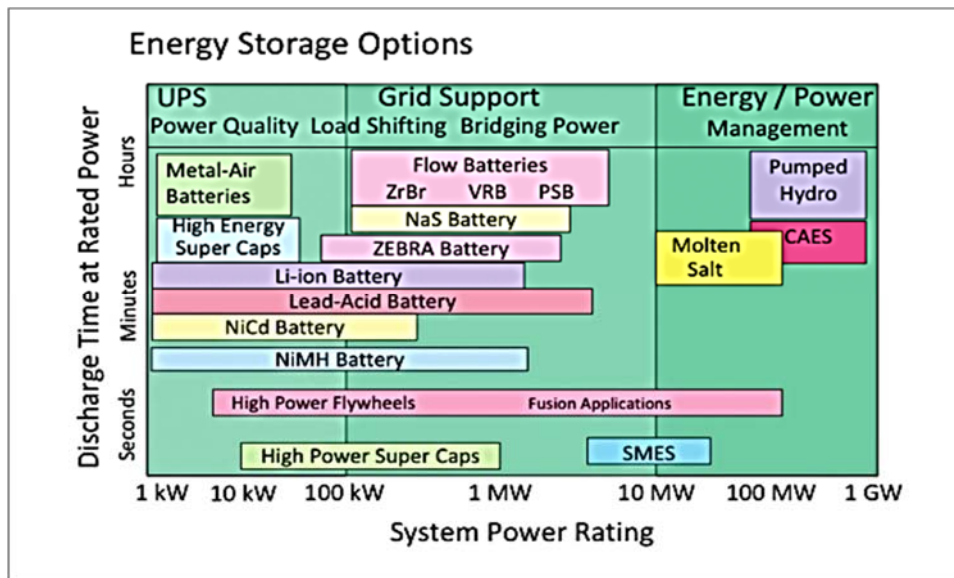 Energy Storage Options
UPS
Grid Support
Energy / Power
Power Quality
Load Shifting
Bridging Power
Management
Discharge Time at Rated Power
Hours
Minutes
Seconds
Metal-Air
Batteries
Flow Batteries
ZrBr VRB PSB
Pumped
Hydro
High Energy
Super Caps
NaS Battery
ZEBRA Battery
CAES
Molten
Salt
Li-ion Battery
Lead-Acid Battery
NiCd Battery
NiMH Battery
High Power Flywheels
Fusion Applications
High Power Super Caps
SMES
1 kW
10 kW
100 kW
1 MW
10 MW
100 MW
1 GW
System Power Rating